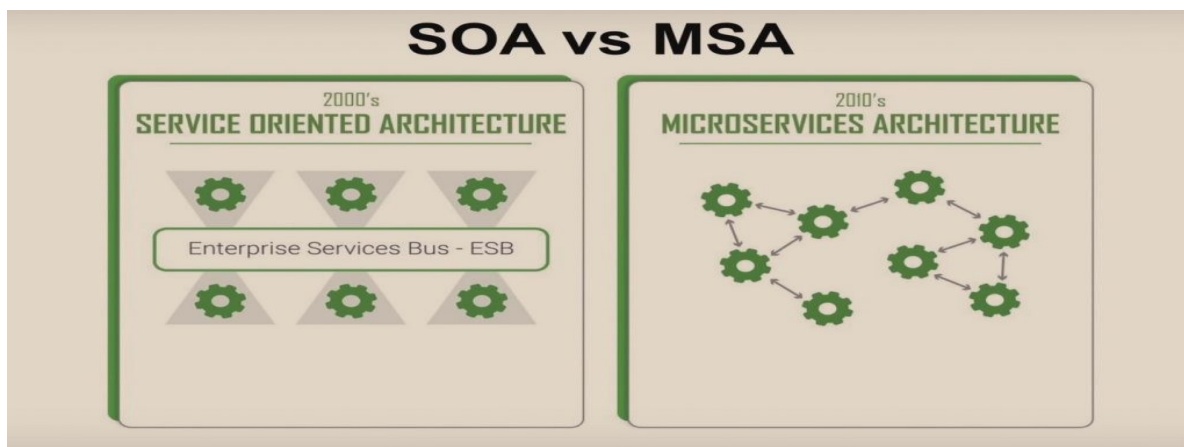 SOA vs MSA
2000's
SERVICE ORIENTED ARCHITECTURE
Enterprise Services Bus - ESB
2010's
MICROSERVICES ARCHITECTURE